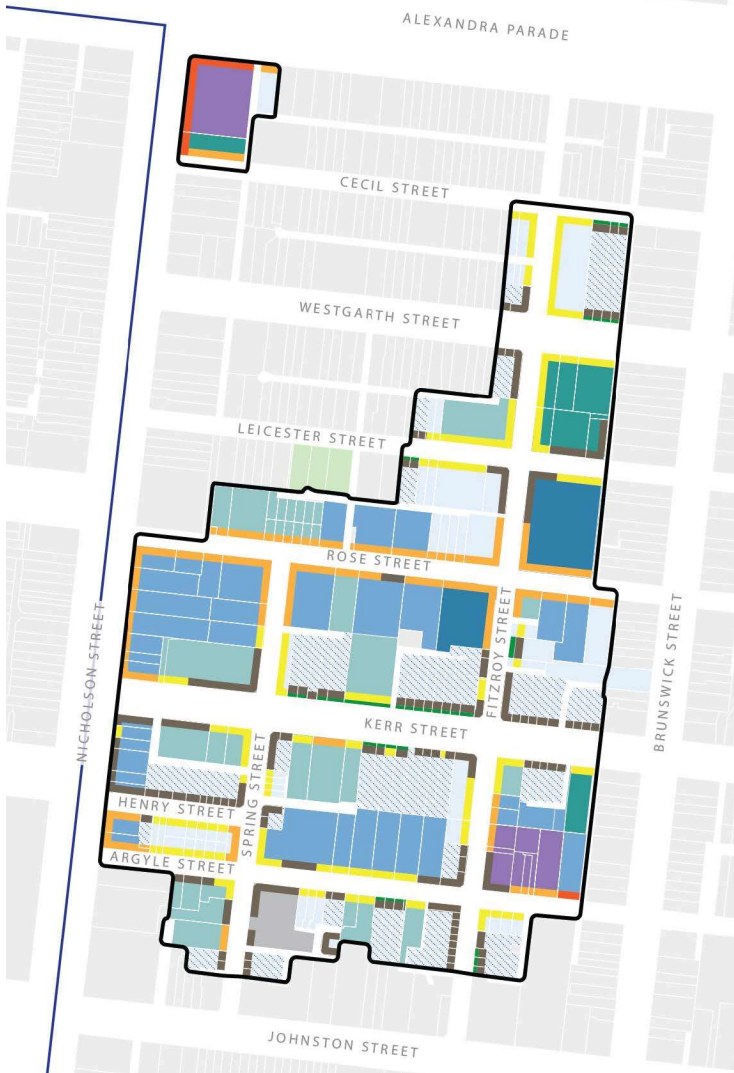 ALEXANDRA PARADE
CECIL STREET
WESTGARTH STREET
LEICESTER STREET
ROSE STREET
FITZROY STREET
NICHOLSON STREET
BRUNSWICK STREET
KERR STREET
SPRING STREET
HENRY STREET
ARGYLE STREET
JOHNSTON STREET